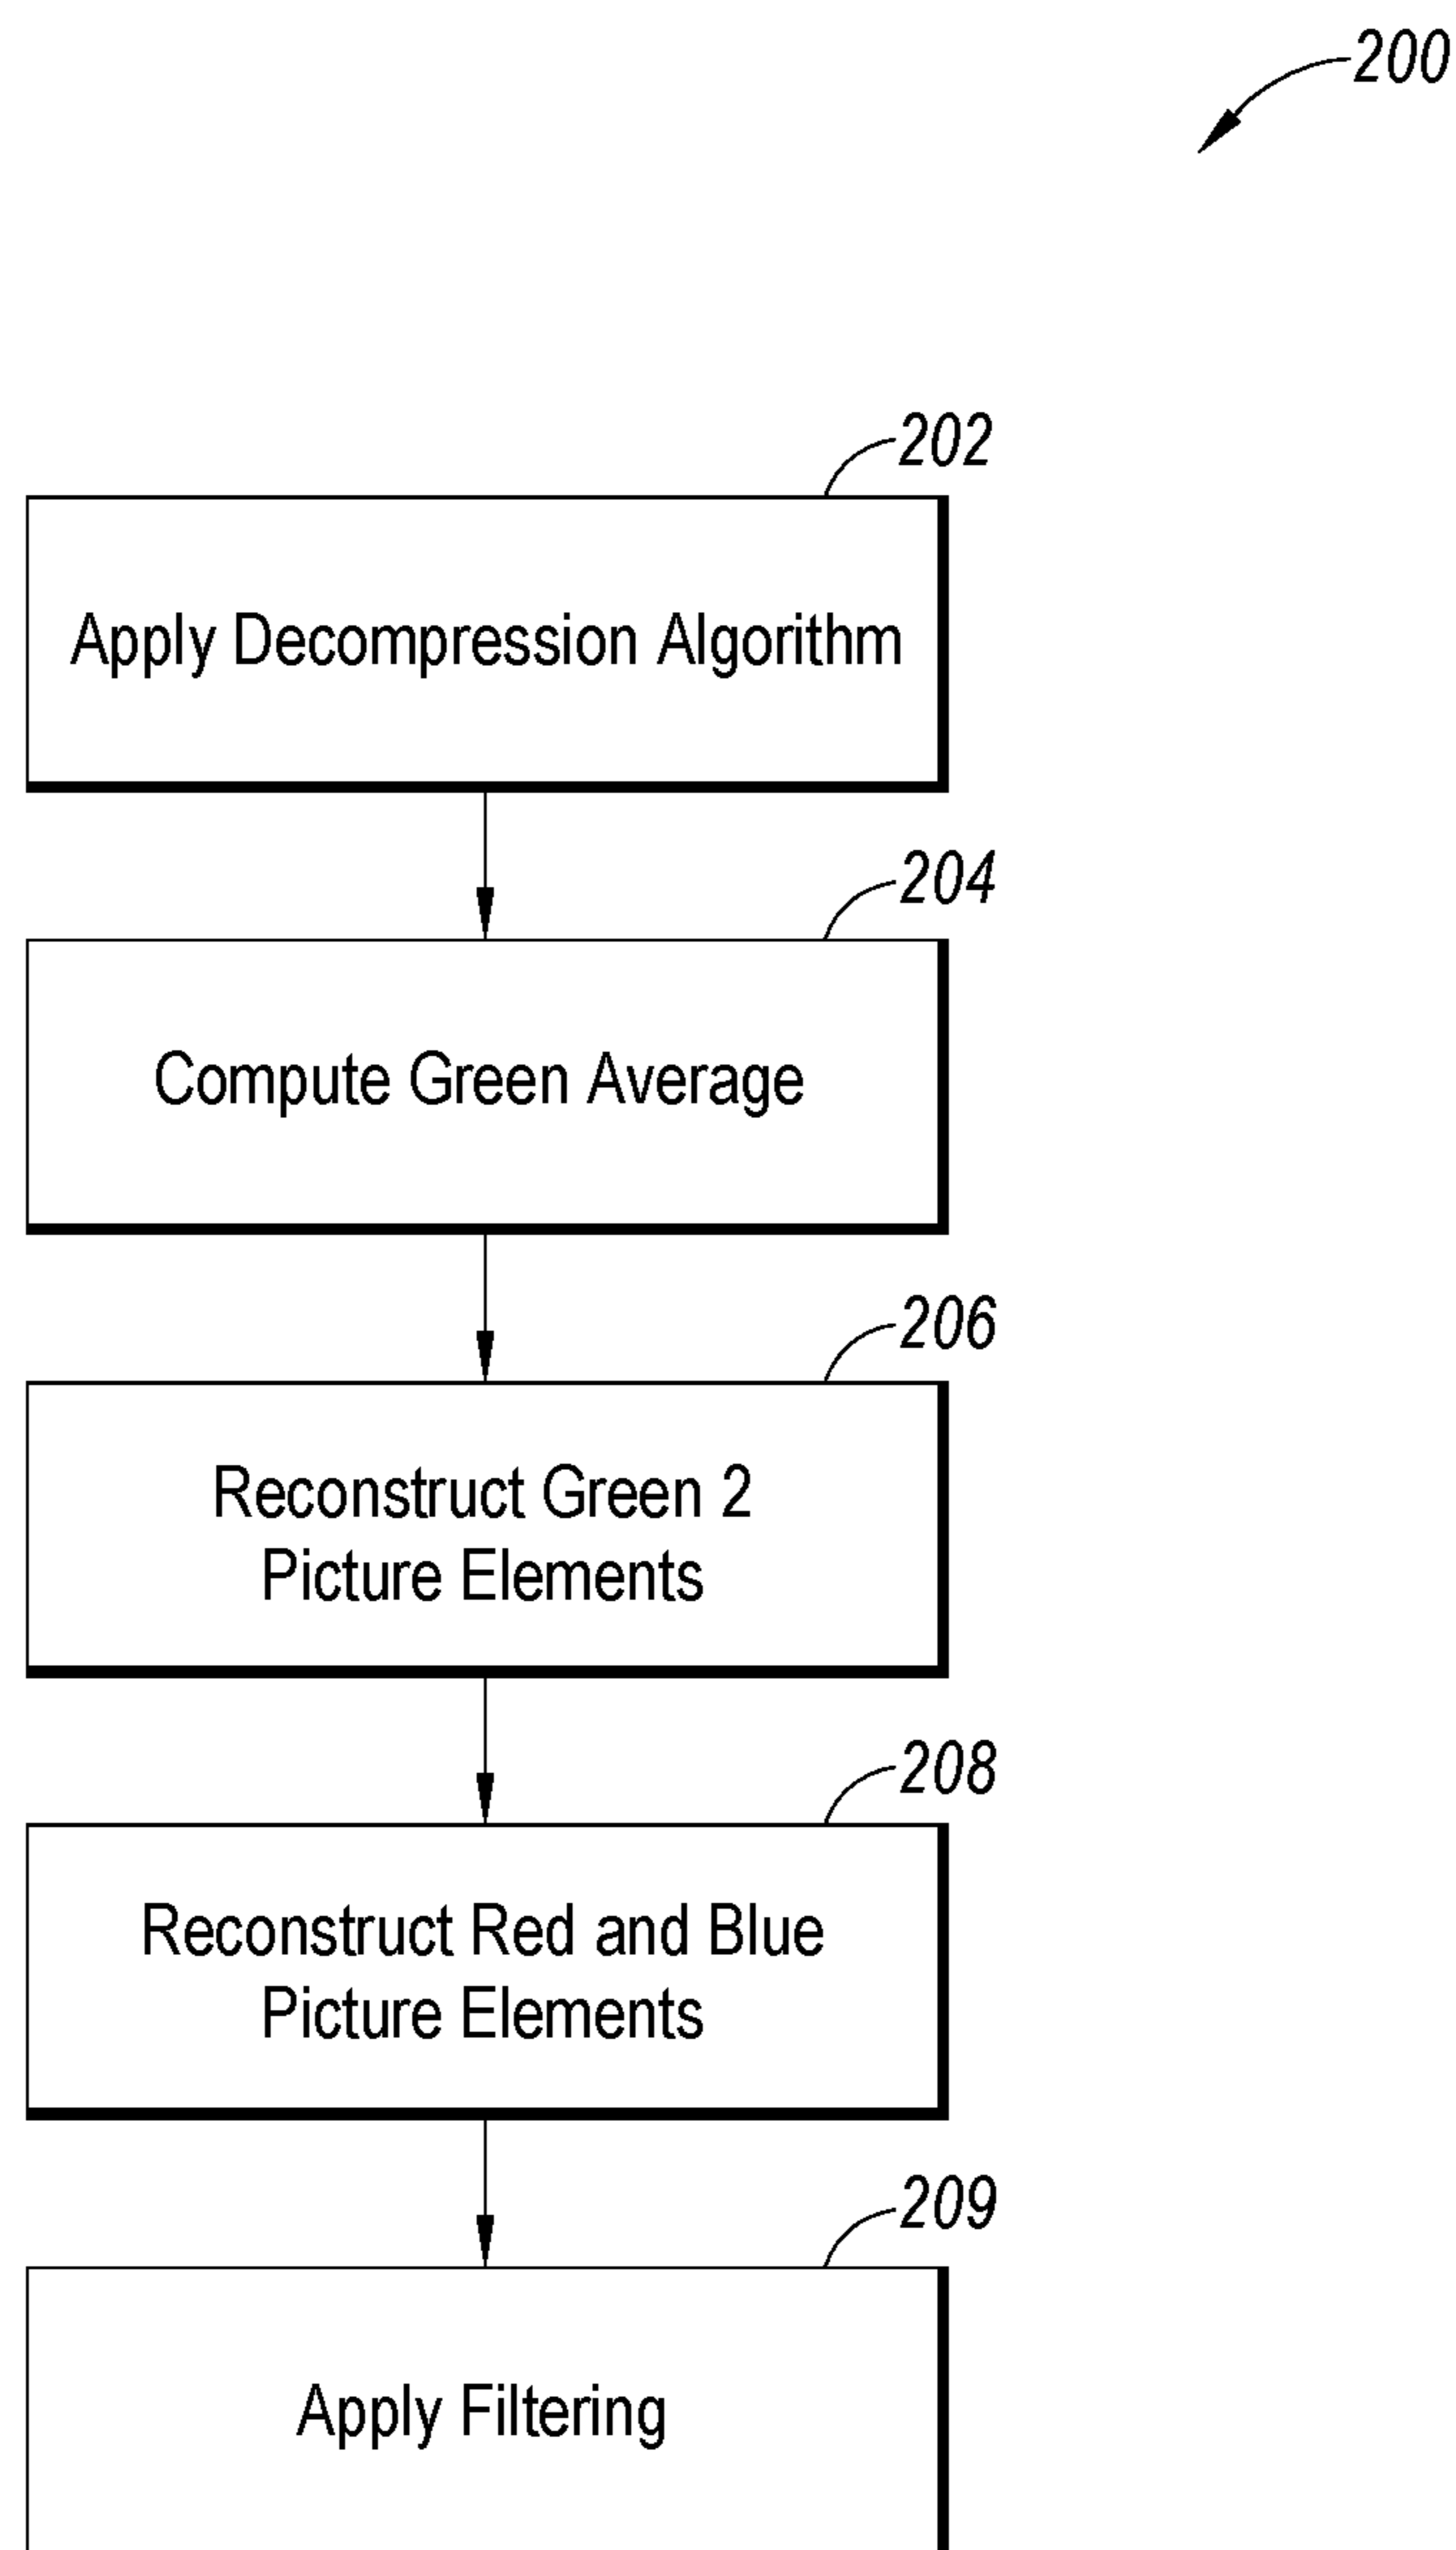 200
202
Apply Decompression Algorithm
204
Compute Green Average
206
Reconstruct Green 2
Picture Elements
208
Reconstruct Red and Blue
Picture Elements
209
Apply Filtering